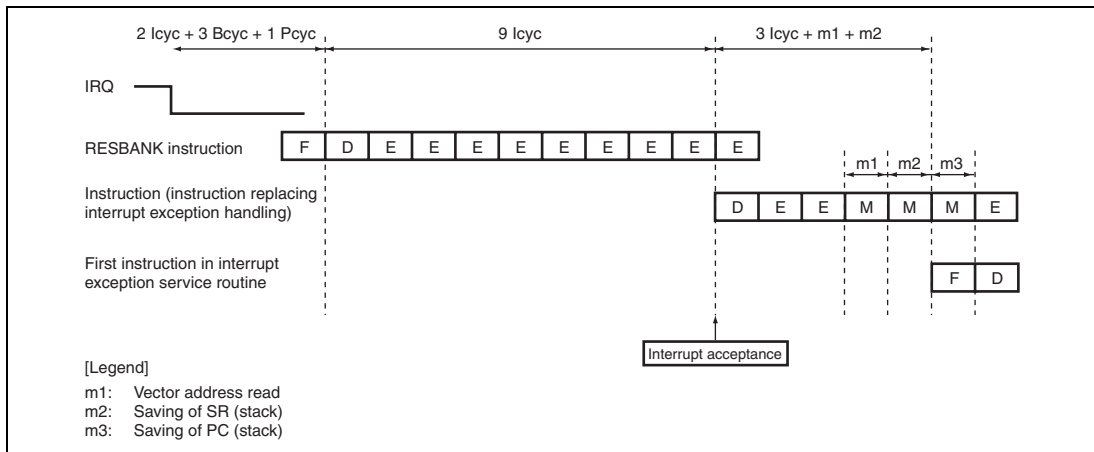 2 Icyc + 3 Bcyc + 1 Pcyc 9 Icyc 3 Icyc + m1 + m2
IRQ
RESBANK instruction F D E E E E E E E E E
m1 m2 m3
Instruction (instruction replacing
interrupt exception handling) D E E M M M E
First instruction in interrupt
exception service routine F D
Interrupt acceptance
[Legend]
m1: Vector address read
m2: Saving of SR (stack)
m3: Saving of PC (stack)